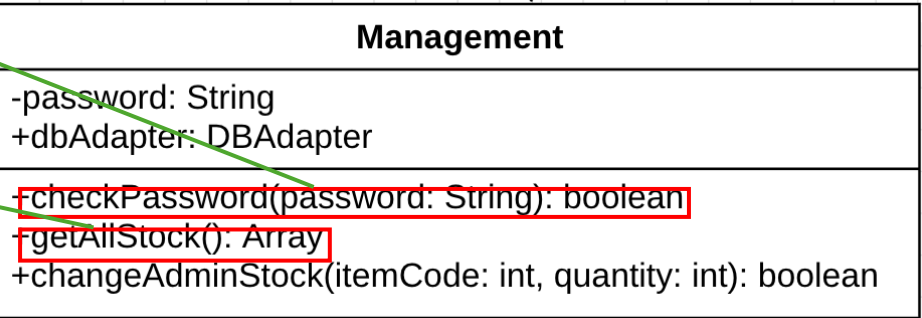 Management
-password: String
+dbAdapter: DBAdapter
+checkPassword(password: String): boolean
+getAllStock(): Array
+changeAdminStock(itemCode: int, quantity: int): boolean